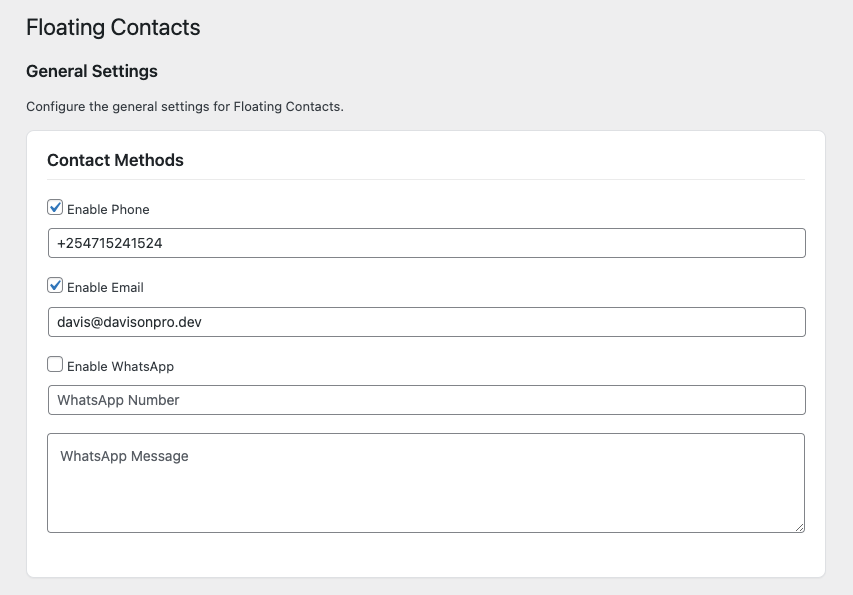 Floating Contacts
General Settings
Configure the general settings for Floating Contacts.
Contact Methods
Enable Phone
+254715241524
Enable Email
davis@davisonpro.dev
Enable WhatsApp
WhatsApp Number
WhatsApp Message